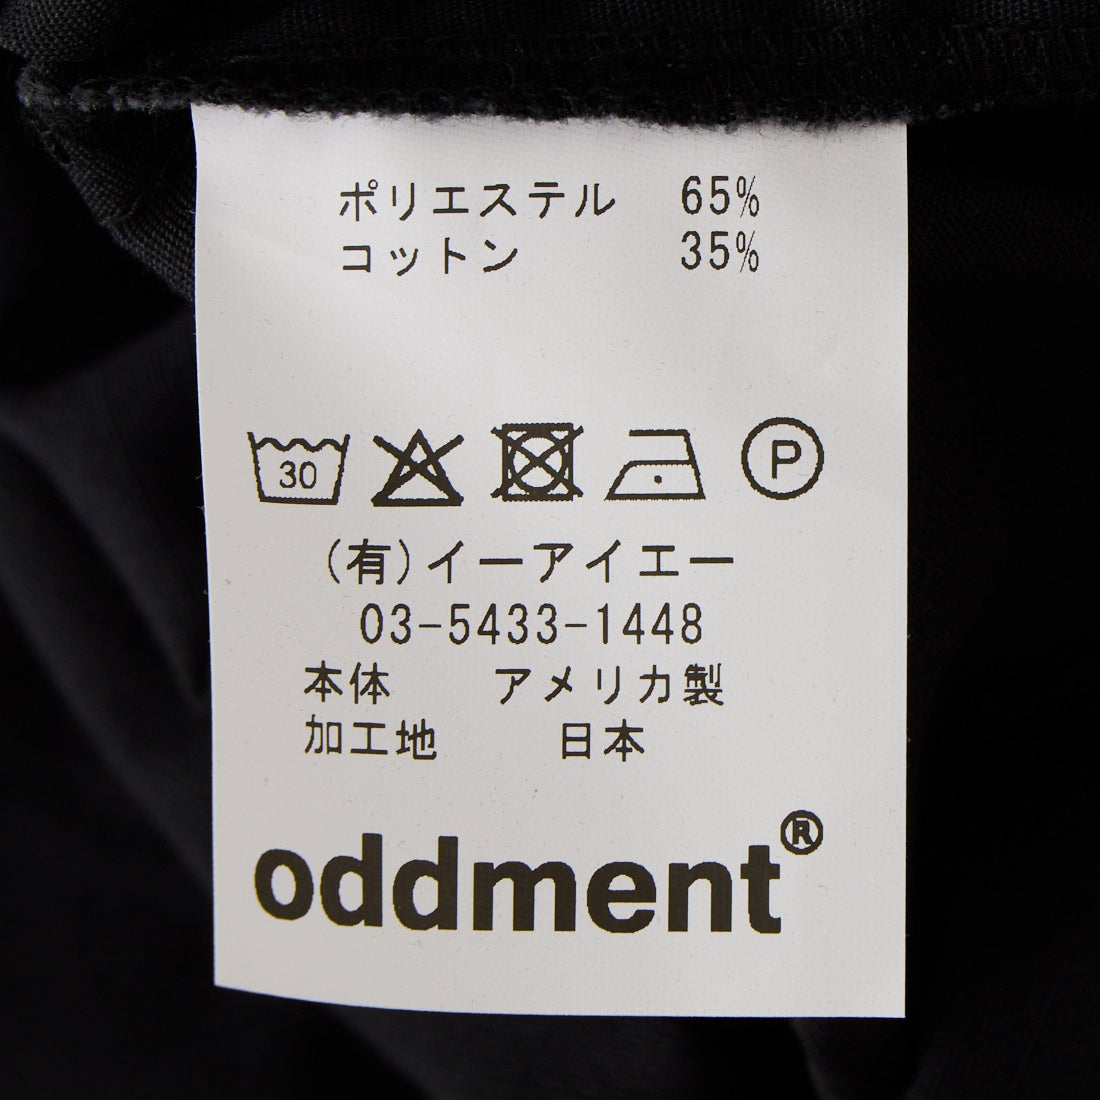 ポリエステル 65%
コットン 35%
30 P
(有)イーアイエー
03-5433-1448
本体 アメリカ製
加工地 日本
oddment®